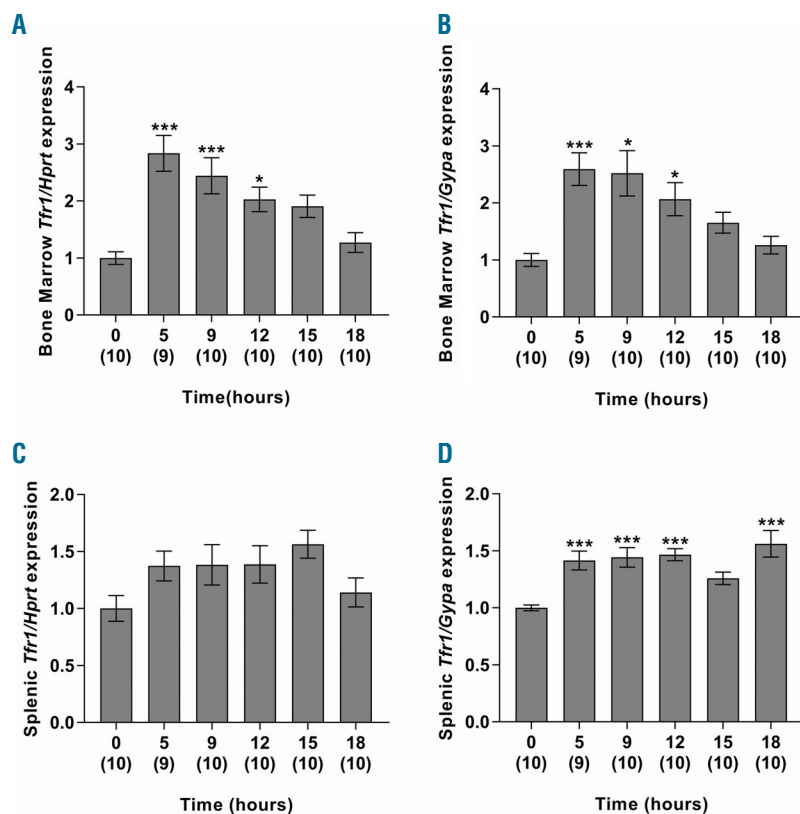 A
Bone Marrow Tfr1/Hprt expression
4
3
2
1
0
*** *** *
0 5 9 12 15 18
(10) (9) (10) (10) (10) (10)
Time(hours)
B
Bone Marrow Tfr1/Gypa expression
4
3
2
1
0
*** * *
0 5 9 12 15 18
(10) (9) (10) (10) (10) (10)
Time (hours)
C
Splenic Tfr1/Hprt expression
2.0
1.5
1.0
0.5
0.0
0 5 9 12 15 18
(10) (9) (10) (10) (10) (10)
Time (hours)
D
Splenic Tfr1/Gypa expression
2.0
1.5
1.0
0.5
0.0
*** *** *** ***
0 5 9 12 15 18
(10) (9) (10) (10) (10) (10)
Time (hours)